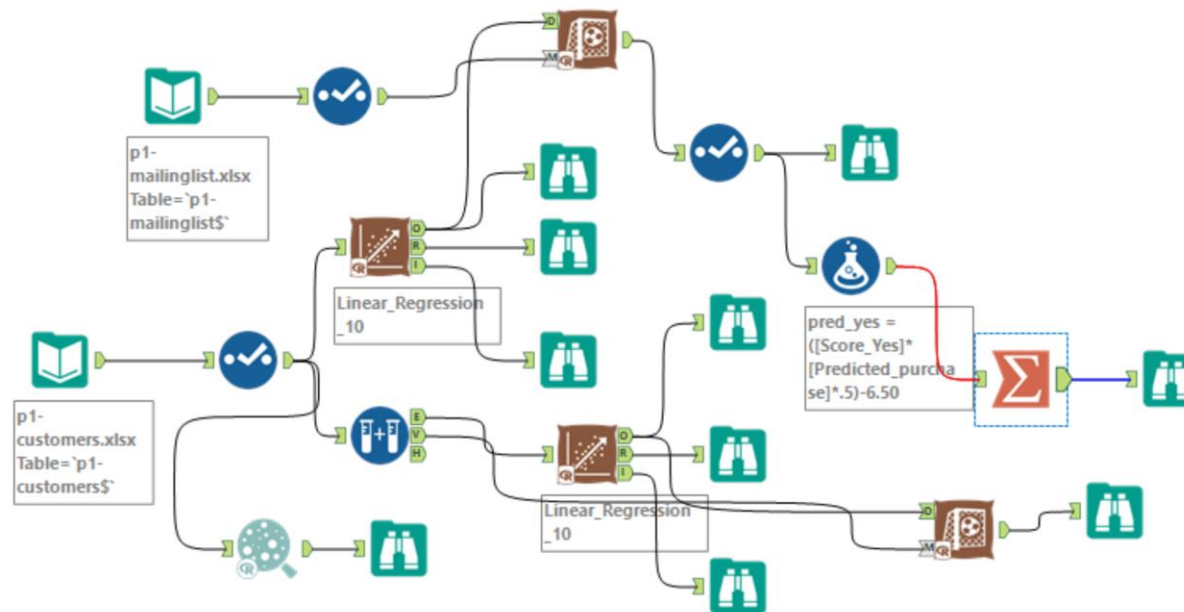 D
M
p1-
mailinglist.xlsx
Table=`p1-
mailinglist$`
O
R
I
Linear_Regression
_10
pred_yes =
([Score_Yes]*
[Predicted_purcha
se]*.5)-6.50
Σ
p1-
customers.xlsx
Table=`p1-
customers$`
E
V
H
O
R
I
Linear_Regression
_10
D
M